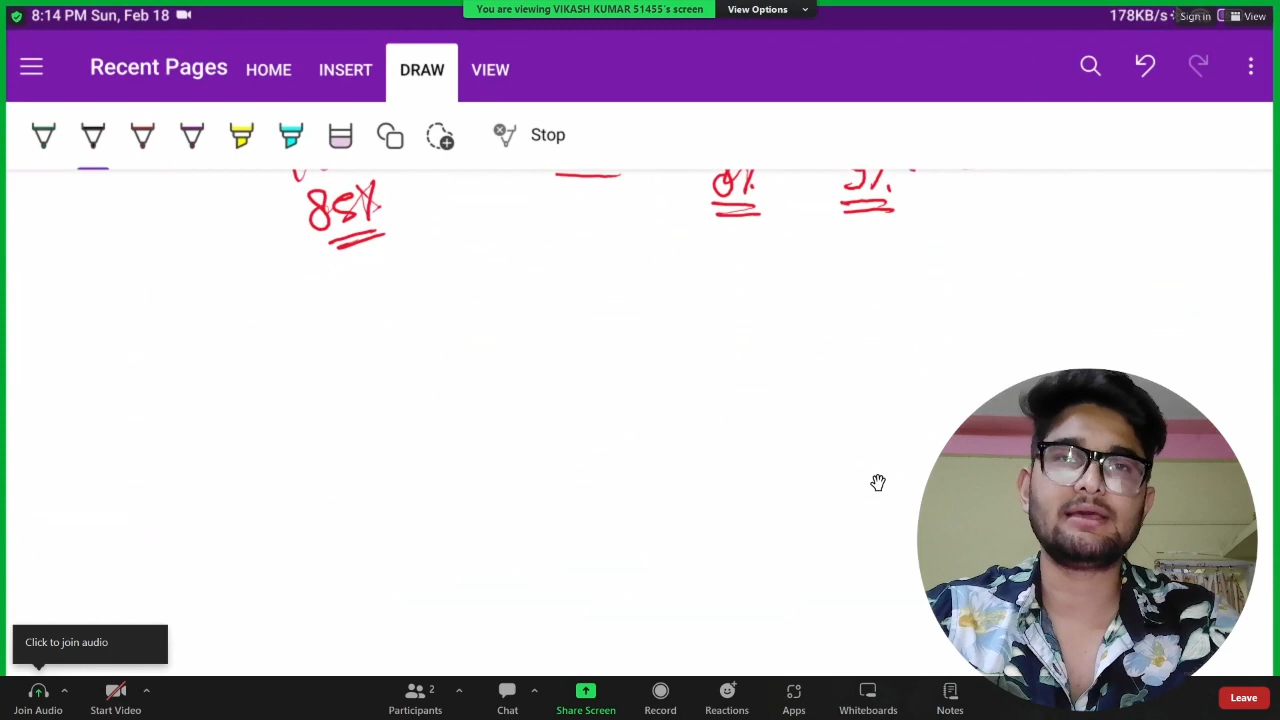 You are viewing VIKASH KUMAR 51455's screen
View Options
8:14 PM Sun, Feb 18
178KB/s
Sign in
View
Recent Pages
HOME
INSERT
DRAW
VIEW
Stop
85%
Click to join audio
Join Audio
Start Video
2
Participants
Chat
Share Screen
Record
Reactions
Apps
Whiteboards
Notes
Leave